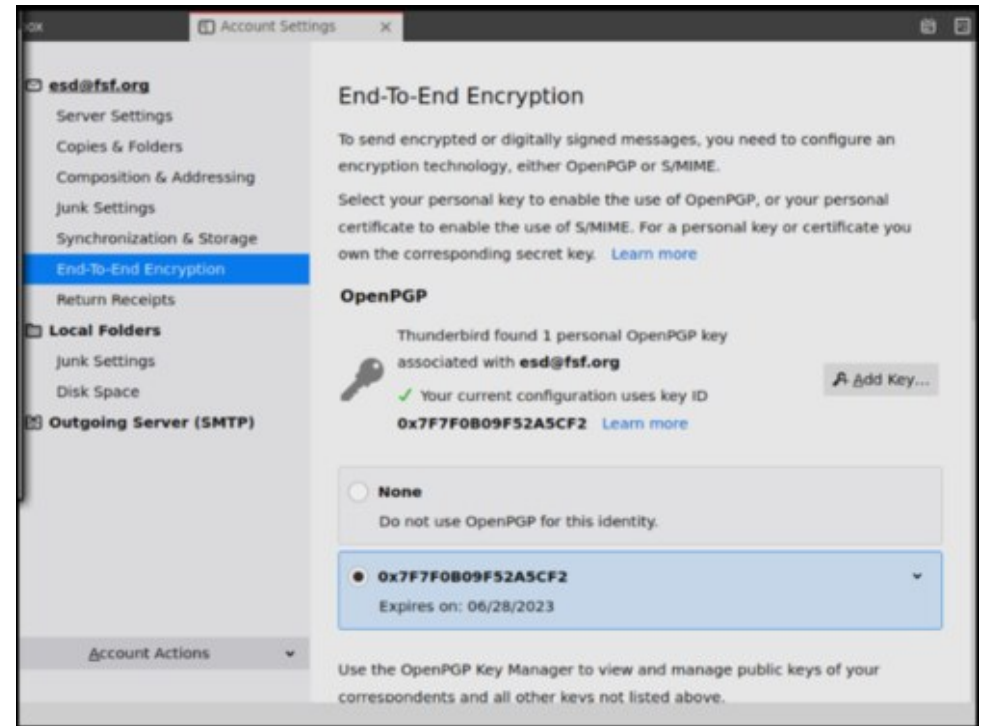 ox
Account Settings
esd@fsf.org
Server Settings
Copies & Folders
Composition & Addressing
Junk Settings
Synchronization & Storage
End-To-End Encryption
Return Receipts
Local Folders
Junk Settings
Disk Space
Outgoing Server (SMTP)
Account Actions
End-To-End Encryption
To send encrypted or digitally signed messages, you need to configure an
encryption technology, either OpenPGP or S/MIME.
Select your personal key to enable the use of OpenPGP, or your personal
certificate to enable the use of S/MIME. For a personal key or certificate you
own the corresponding secret key. Learn more
OpenPGP
Thunderbird found 1 personal OpenPGP key
associated with esd@fsf.org
Your current configuration uses key ID
0x7F7F0B09F52A5CF2 Learn more
Add Key...
None
Do not use OpenPGP for this identity.
0x7F7F0B09F52A5CF2
Expires on: 06/28/2023
Use the OpenPGP Key Manager to view and manage public keys of your
correspondents and all other keys not listed above.